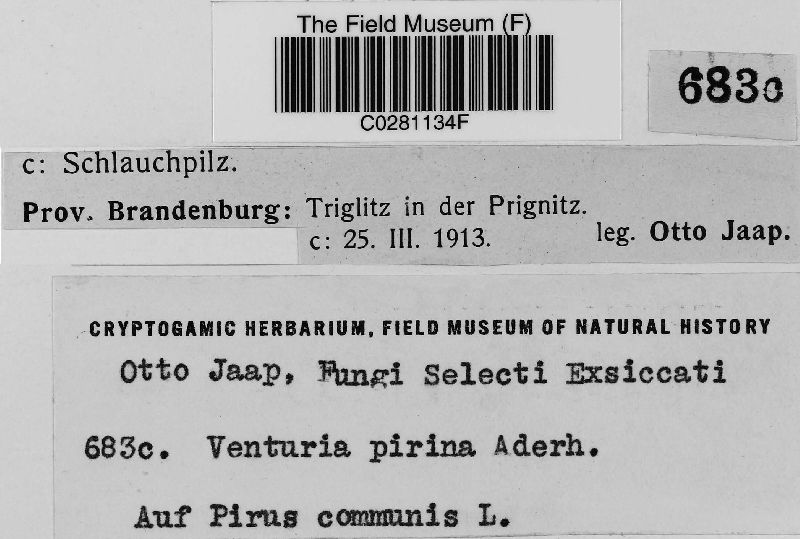 The Field Museum (F)
C0281134F
683c
c: Schlauchpilz.
Prov. Brandenburg: Triglitz in der Prignitz.
c: 25. III. 1913. leg. Otto Jaap.
CRYPTOGAMIC HERBARIUM, FIELD MUSEUM OF NATURAL HISTORY
Otto Jaap, Fungi Selecti Exsiccati
683c. Venturia pirina Aderh.
Auf Pirus communis L.